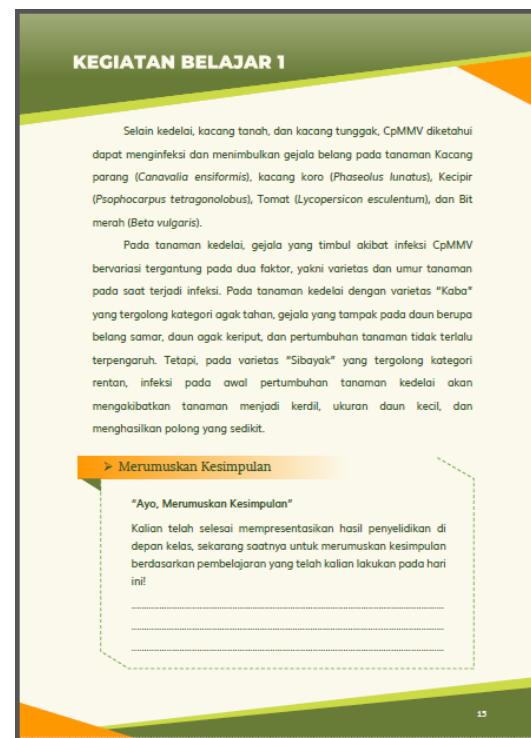 KEGIATAN BELAJAR 1
Selain kedelai, kacang tanah, dan kacang tunggak, CpMMV diketahui
dapat menginfeksi dan menimbulkan gejala belang pada tanaman Kacang
parang (Canavalia ensiformis), kacang koro (Phaseolus lunatus), Kecipir
(Psophocarpus tetragonolobus), Tomat (Lycopersicon esculentum), dan Bit
merah (Beta vulgaris).
Pada tanaman kedelai, gejala yang timbul akibat infeksi CpMMV
bervariasi tergantung pada dua faktor, yakni varietas dan umur tanaman
pada saat terjadi infeksi. Pada tanaman kedelai dengan varietas “Kaba”
yang tergolong kategori agak tahan, gejala yang tampak pada daun berupa
belang samar, daun agak keriput, dan pertumbuhan tanaman tidak terlalu
terpengaruh. Tetapi, pada varietas “Sibayak” yang tergolong kategori
rentan, infeksi pada awal pertumbuhan tanaman kedelai akan
mengakibatkan tanaman menjadi kerdil, ukuran daun kecil, dan
menghasilkan polong yang sedikit.
➢ Merumuskan Kesimpulan
“Ayo, Merumuskan Kesimpulan”
Kalian telah selesai mempresentasikan hasil penyelidikan di
depan kelas, sekarang saatnya untuk merumuskan kesimpulan
berdasarkan pembelajaran yang telah kalian lakukan pada hari
ini!
15